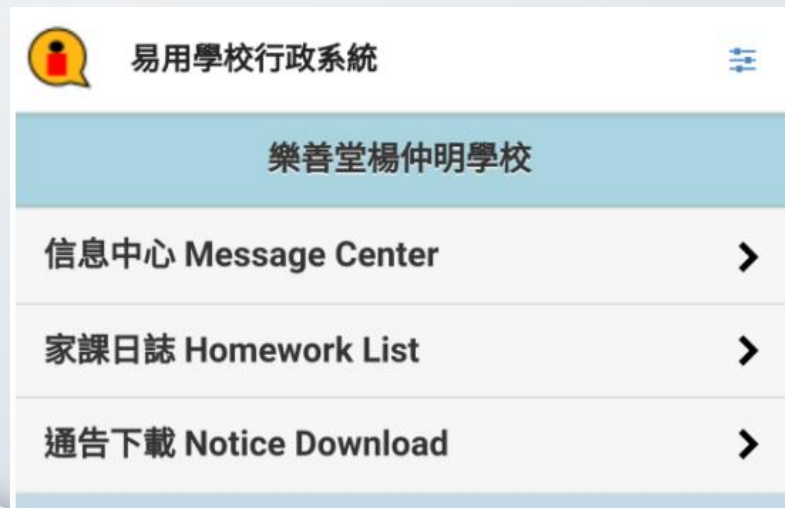 易用學校行政系統
樂善堂楊仲明學校
信息中心 Message Center
家課日誌 Homework List
通告下載 Notice Download